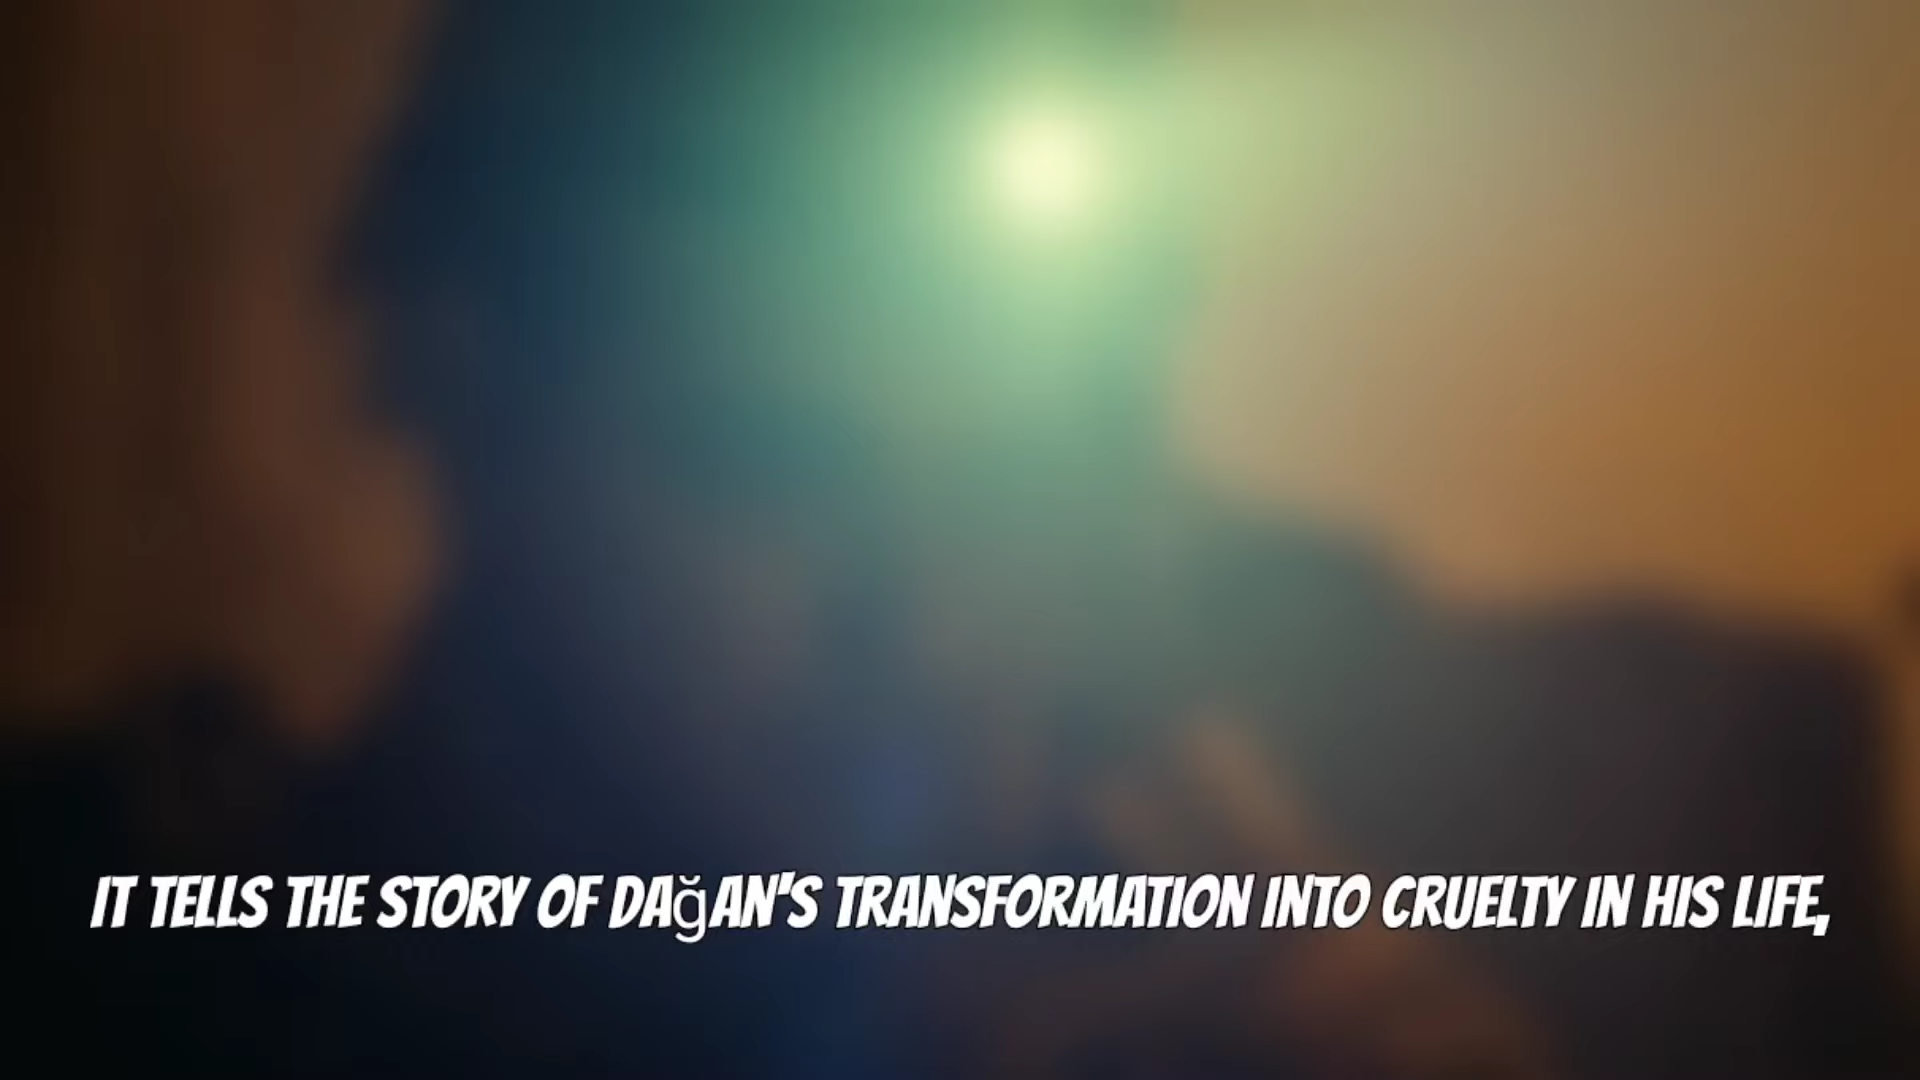 IT TELLS THE STORY OF DAğAN'S TRANSFORMATION INTO CRUELTY IN HIS LIFE,